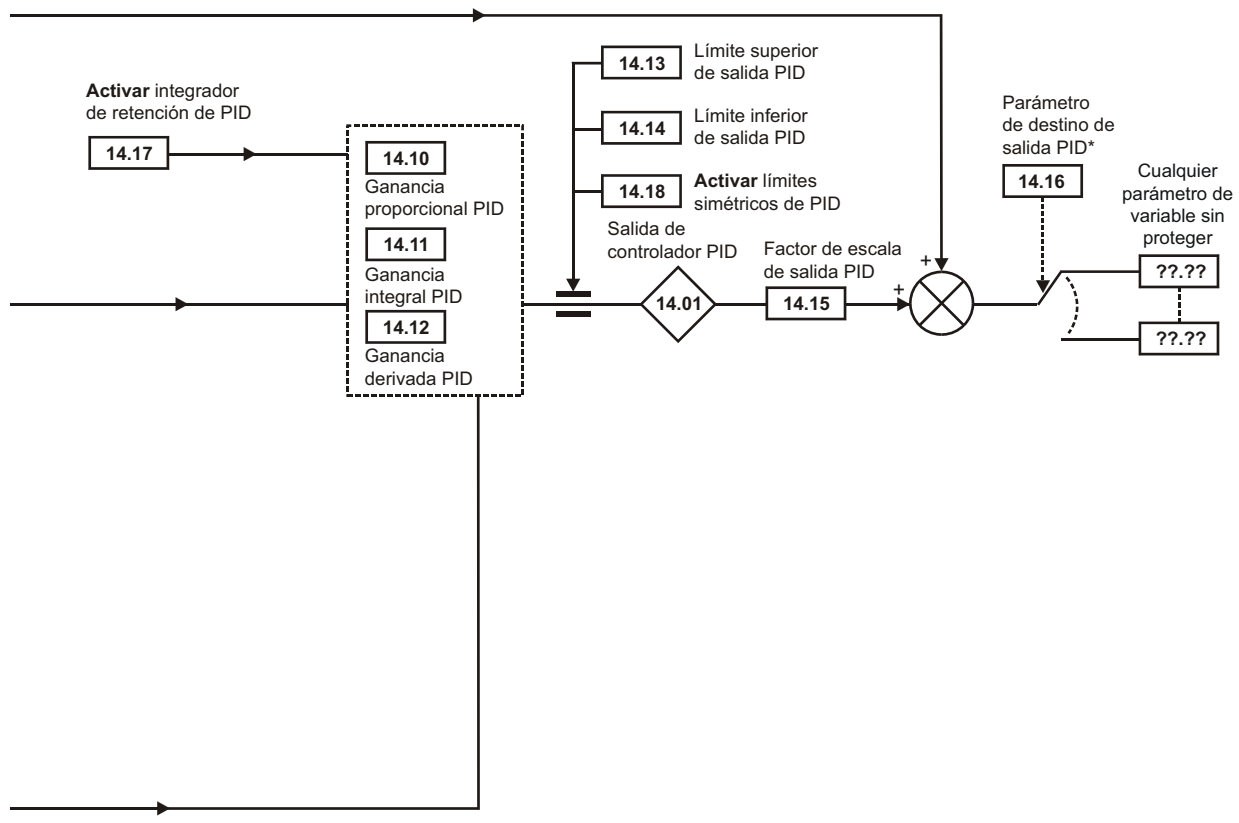 Activar integrador
de retención de PID
14.17
14.10
Ganancia
proporcional PID
14.11
Ganancia
integral PID
14.12
Ganancia
derivada PID
14.13
Límite superior
de salida PID
14.14
Límite inferior
de salida PID
14.18
Activar límites
simétricos de PID
Salida de
controlador PID
14.01
Factor de escala
de salida PID
14.15
+
+
Parámetro
de destino de
salida PID*
14.16
Cualquier
parámetro de
variable sin
proteger
??.??
??.??